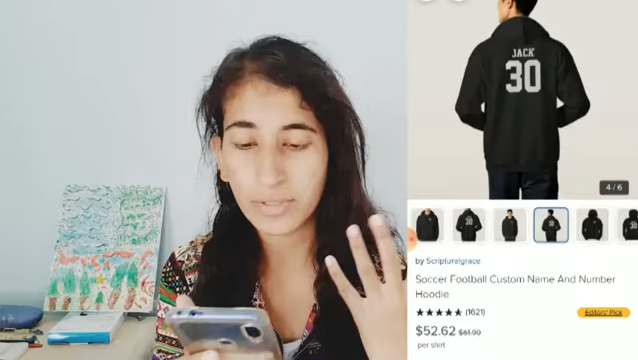 JACK
30
4 / 6
by Scripturalgrace
Soccer Football Custom Name And Number
Hoodie
(1621)
Editors' Pick
$52.62 $61.90
per shirt